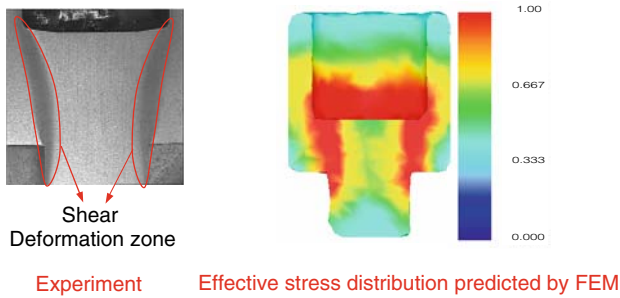 1.00
0.667
0.333
0.000
Shear
Deformation zone
Experiment
Effective stress distribution predicted by FEM